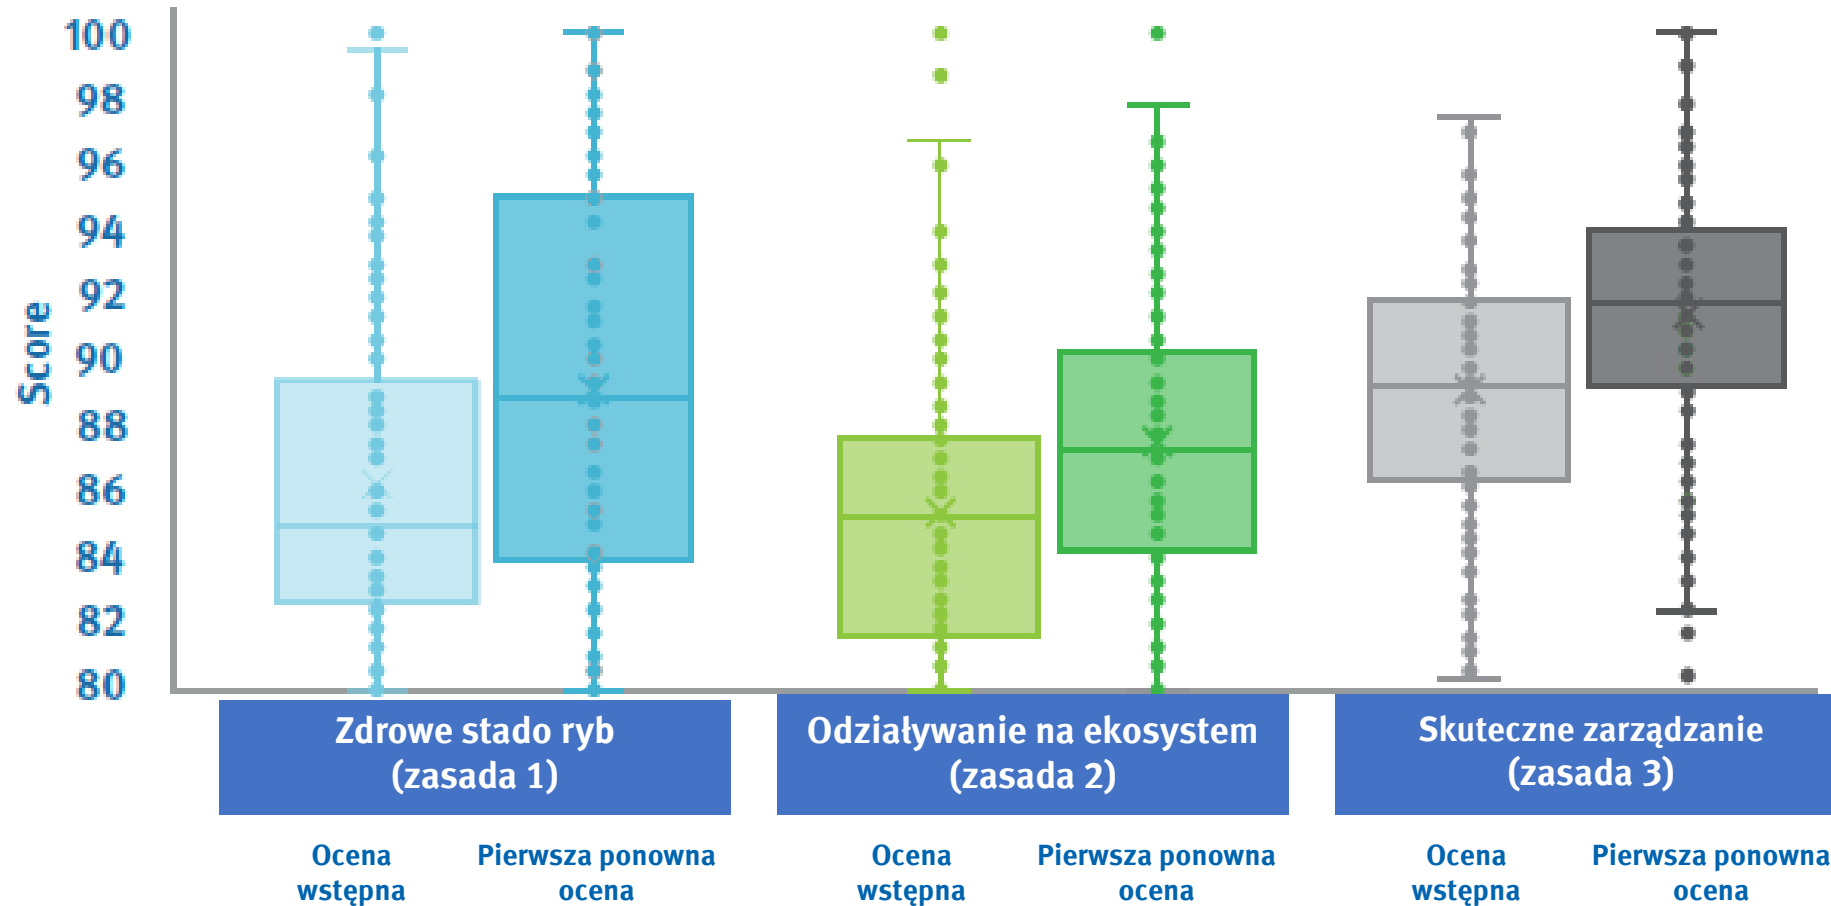 100
98
96
94
92
90
88
86
84
82
80
Score
Zdrowe stado ryb
(zasada 1)
Odziaływanie na ekosystem
(zasada 2)
Skuteczne zarządzanie
(zasada 3)
Ocena
wstępna
Pierwsza ponowna
ocena
Ocena
wstępna
Pierwsza ponowna
ocena
Ocena
wstępna
Pierwsza ponowna
ocena